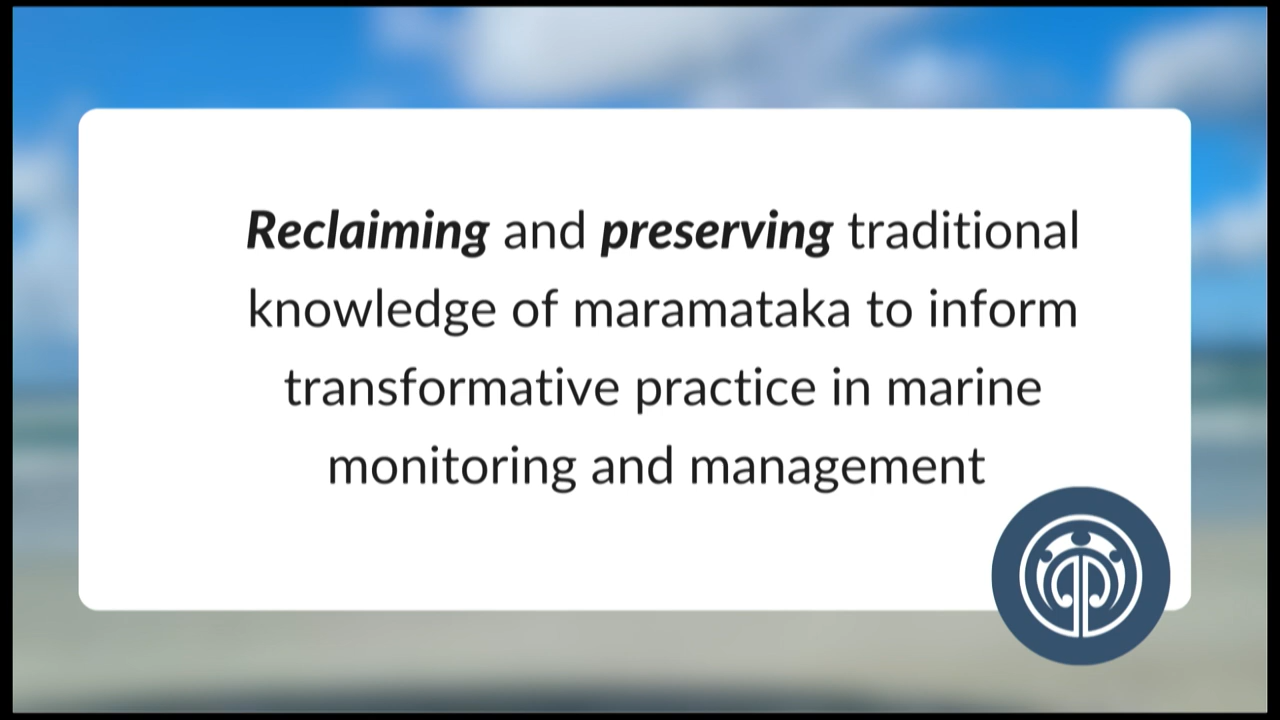 Reclaiming and preserving traditional
knowledge of maramataka to inform
transformative practice in marine
monitoring and management